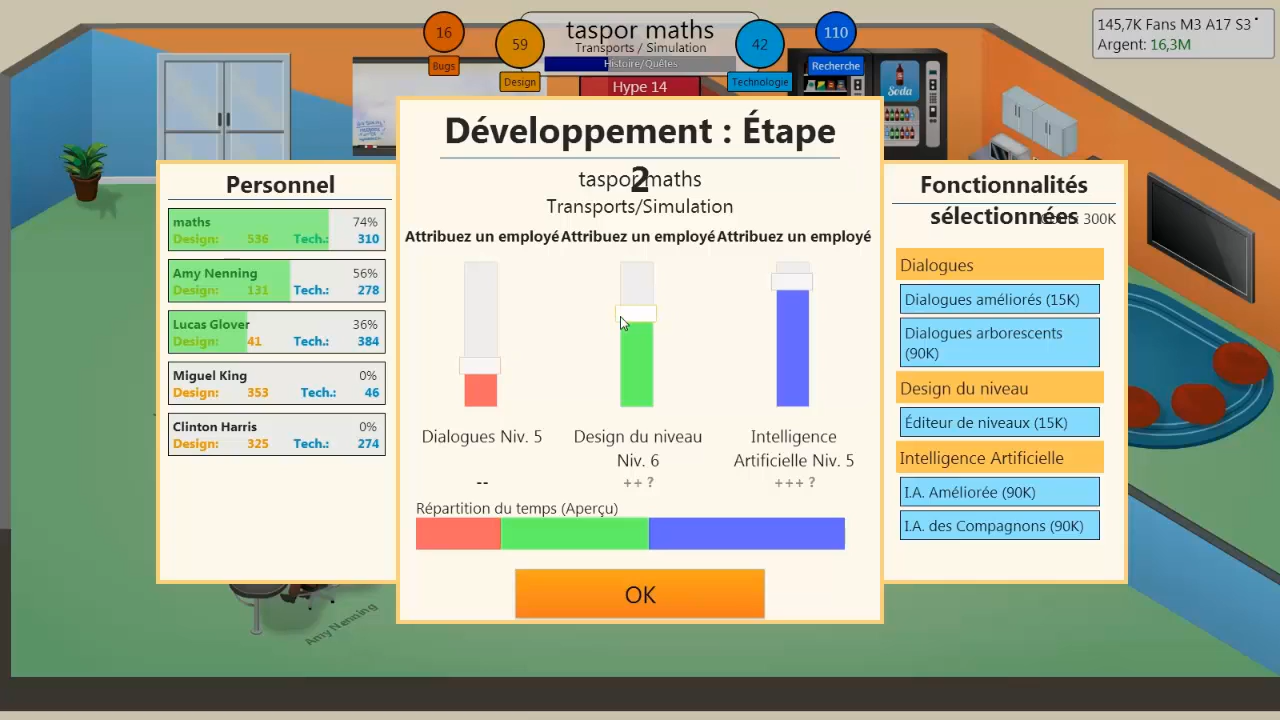 145,7K Fans M3 A17 S3
Argent: 16,3M
16
Bugs
59
Design
taspor maths
Transports / Simulation
Histoire/Quêtes
Hype 14
42
Technologie
110
Recherche
Soda
Développement : Étape
2
taspor maths
Transports/Simulation
Attribuez un employé
Attribuez un employé
Attribuez un employé
Dialogues Niv. 5
--
Design du niveau
Niv. 6
++ ?
Intelligence
Artificielle Niv. 5
+++ ?
Répartition du temps (Aperçu)
OK
Personnel
maths 74%
Design: 536 Tech.: 310
Amy Nenning 56%
Design: 131 Tech.: 278
Lucas Glover 36%
Design: 41 Tech.: 384
Miguel King 0%
Design: 353 Tech.: 46
Clinton Harris 0%
Design: 325 Tech.: 274
Fonctionnalités
sélectionnées
300K
Dialogues
Dialogues améliorés (15K)
Dialogues arborescents
(90K)
Design du niveau
Éditeur de niveaux (15K)
Intelligence Artificielle
I.A. Améliorée (90K)
I.A. des Compagnons (90K)
Amy Nenning